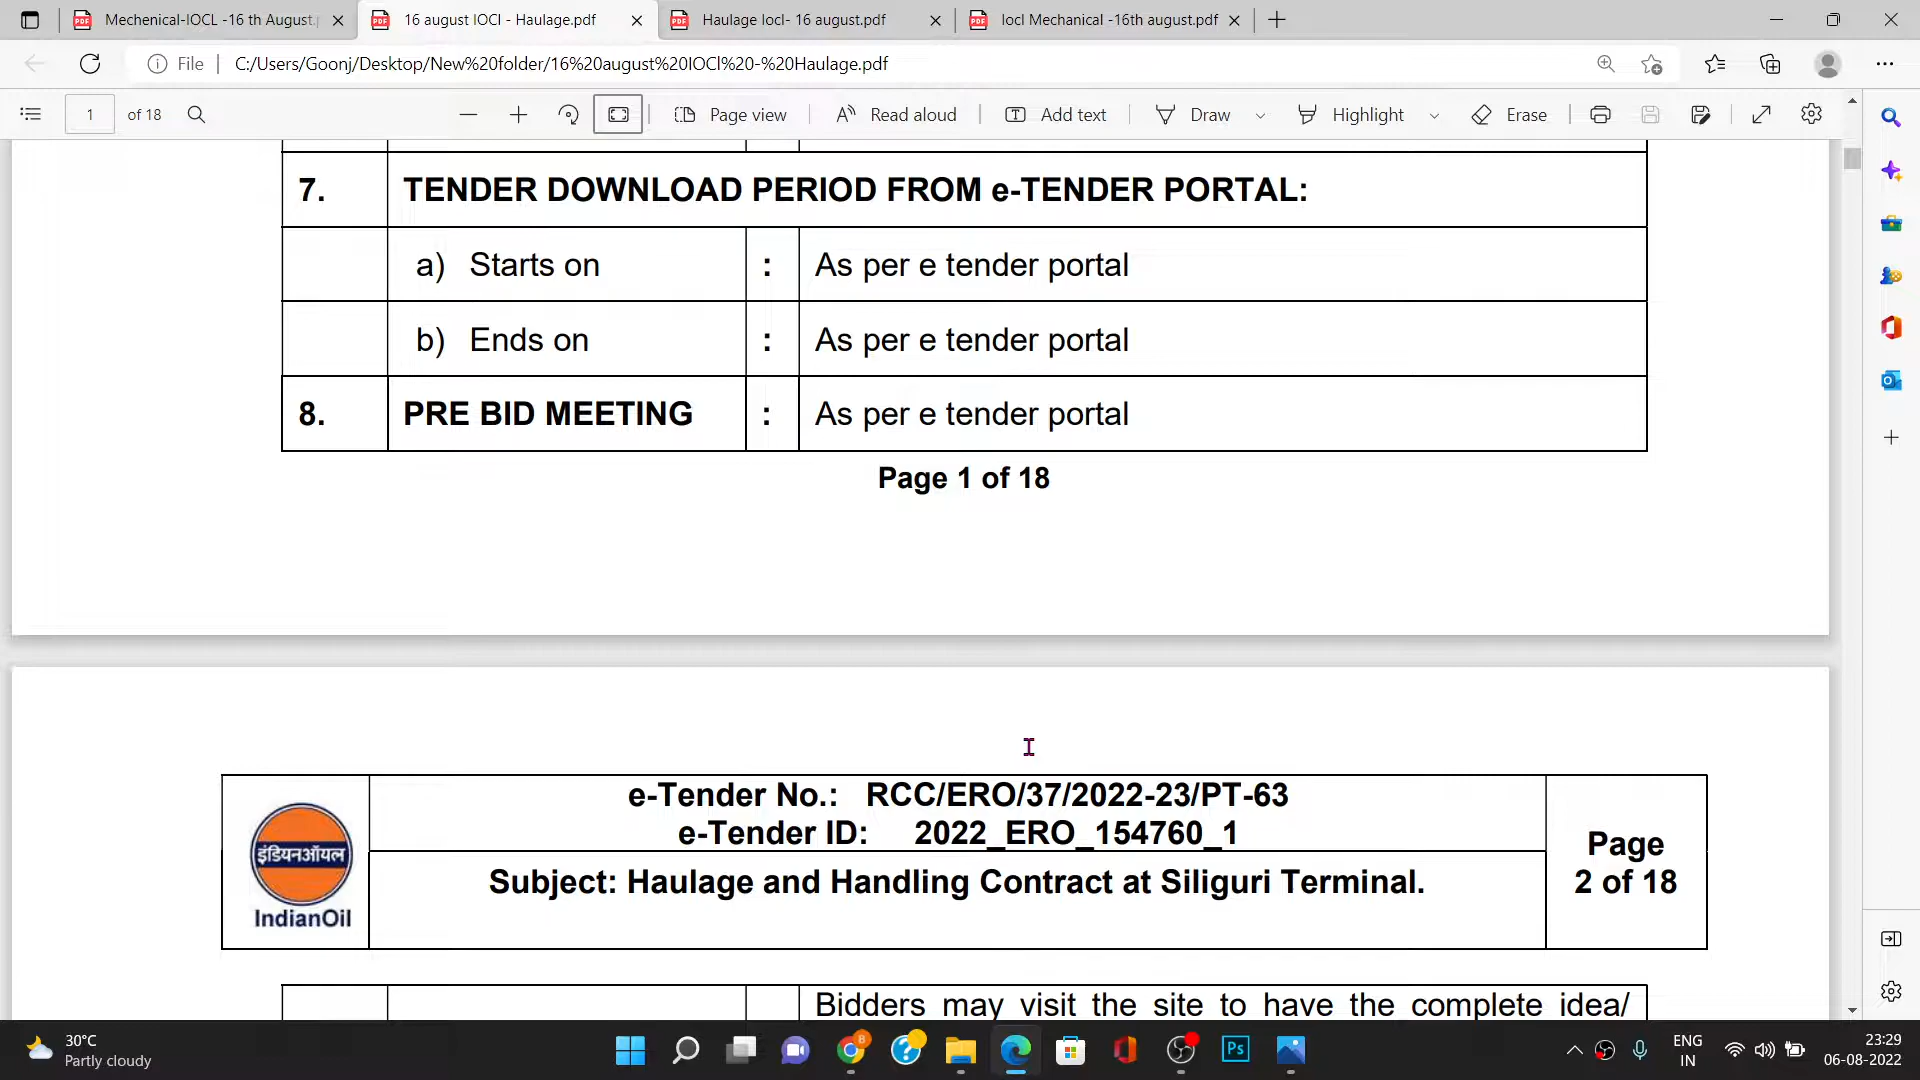 Mechenical-IOCL -16 th August.
16 august IOCl - Haulage.pdf
Haulage Iocl- 16 august.pdf
Iocl Mechanical -16th august.pdf
File
C:/Users/Goonj/Desktop/New%20folder/16%20august%20IOCl%20-%20Haulage.pdf
1 of 18
Page view
Read aloud
Add text
Draw
Highlight
Erase
7. TENDER DOWNLOAD PERIOD FROM e-TENDER PORTAL:
a) Starts on : As per e tender portal
b) Ends on : As per e tender portal
8. PRE BID MEETING : As per e tender portal
Page 1 of 18
इंडियनऑयल
IndianOil
e-Tender No.: RCC/ERO/37/2022-23/PT-63
e-Tender ID: 2022_ERO_154760_1
Subject: Haulage and Handling Contract at Siliguri Terminal.
Page
2 of 18
Bidders may visit the site to have the complete idea/
30°C
Partly cloudy
8
Ps
ENG
IN
23:29
06-08-2022